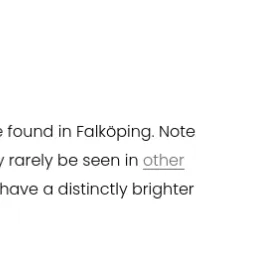 found in Falköping. Note
rarely be seen in other
have a distinctly brighter